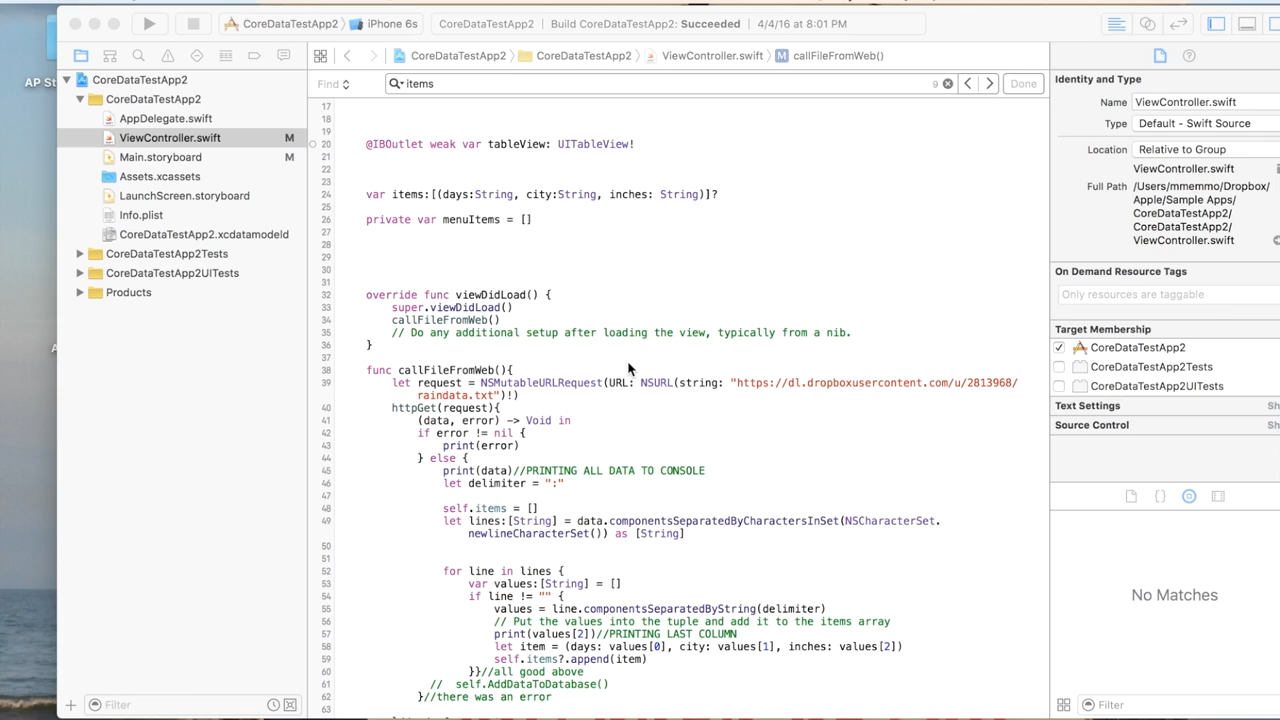 CoreDataTestApp2 iPhone 6s CoreDataTestApp2 Build CoreDataTestApp2: Succeeded 4/4/16 at 8:01 PM
CoreDataTestApp2 CoreDataTestApp2 ViewController.swift M callFileFromWeb()
AP St
CoreDataTestApp2
CoreDataTestApp2
AppDelegate.swift
ViewController.swift M
Main.storyboard M
Assets.xcassets
LaunchScreen.storyboard
Info.plist
CoreDataTestApp2.xcdatamodeld
CoreDataTestApp2Tests
CoreDataTestApp2UITests
Products
A
Filter
Find items 9 Done
17
18
19
20 @IBOutlet weak var tableView: UITableView!
21
22
23
24 var items:[(days:String, city:String, inches: String)]?
25
26 private var menuItems = []
27
28
29
30
31
32 override func viewDidLoad() {
33 super.viewDidLoad()
34 callFileFromWeb()
35 // Do any additional setup after loading the view, typically from a nib.
36 }
37
38 func callFileFromWeb(){
39 let request = NSMutableURLRequest(URL: NSURL(string: "https://dl.dropboxusercontent.com/u/2813968/
raindata.txt")!)
40 httpGet(request){
41 (data, error) -> Void in
42 if error != nil {
43 print(error)
44 } else {
45 print(data)//PRINTING ALL DATA TO CONSOLE
46 let delimiter = ":"
47
48 self.items = []
49 let lines:[String] = data.componentsSeparatedByCharactersInSet(NSCharacterSet.
newlineCharacterSet()) as [String]
50
51
52 for line in lines {
53 var values:[String] = []
54 if line != "" {
55 values = line.componentsSeparatedByString(delimiter)
56 // Put the values into the tuple and add it to the items array
57 print(values[2])//PRINTING LAST COLUMN
58 let item = (days: values[0], city: values[1], inches: values[2])
59 self.items?.append(item)
60 }}//all good above
61 // self.AddDataToDatabase()
62 }//there was an error
63
Identity and Type
Name ViewController.swift
Type Default - Swift Source
Location Relative to Group
ViewController.swift
Full Path /Users/mmemmo/Dropbox/
Apple/Sample Apps/
CoreDataTestApp2/
CoreDataTestApp2/
ViewController.swift
On Demand Resource Tags
Only resources are taggable
Target Membership
CoreDataTestApp2
CoreDataTestApp2Tests
CoreDataTestApp2UITests
Text Settings Sh
Source Control Sh
No Matches
Filter